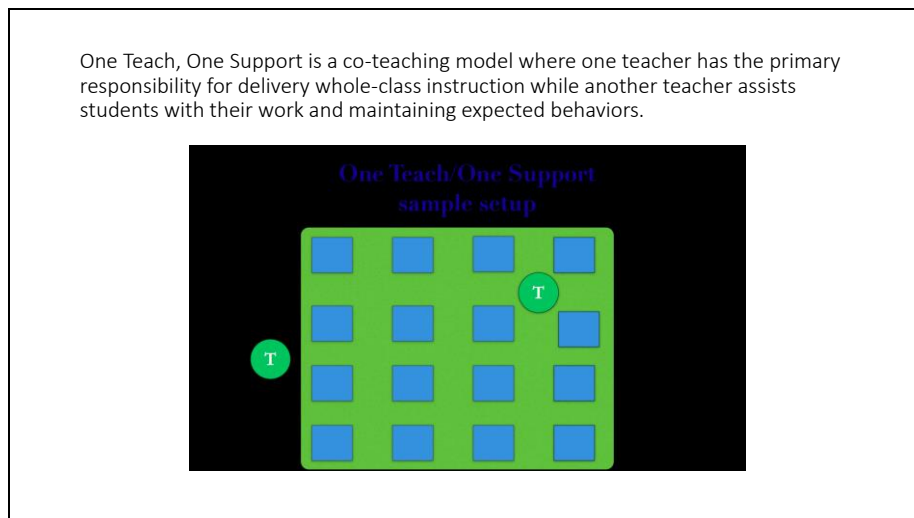 One Teach, One Support is a co-teaching model where one teacher has the primary
responsibility for delivery whole-class instruction while another teacher assists
students with their work and maintaining expected behaviors.
One Teach/One Support
sample setup
T
T